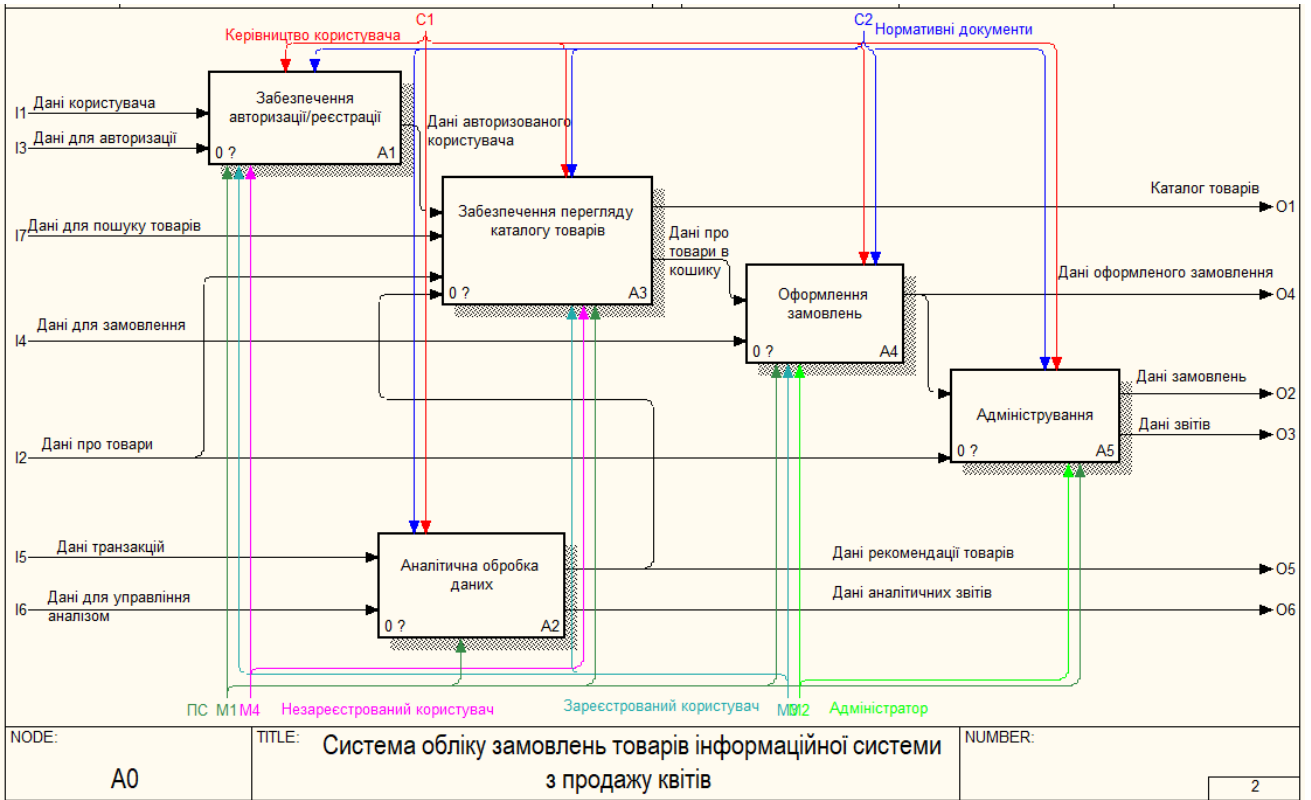 C1
C2
Керівництво користувача
Нормативні документи
Забезпечення
авторизації/реєстрації
0 ?
A1
I1
Дані користувача
I3
Дані для авторизації
Дані авторизованого
користувача
Каталог товарів
O1
I7
Дані для пошуку товарів
Забезпечення перегляду
каталогу товарів
0 ?
A3
Дані про
товари в
кошику
Дані оформленого замовлення
O4
Оформлення
замовлень
0 ?
A4
I4
Дані для замовлення
Дані замовлень
O2
Адміністрування
0 ?
A5
Дані звітів
O3
I2
Дані про товари
I5
Дані транзакцій
Аналітична обробка
даних
0 ?
A2
Дані рекомендації товарів
O5
I6
Дані для управління
аналізом
Дані аналітичних звітів
O6
ПС M1
M4
Незареєстрований користувач
Зареєстрований користувач
M2
Адміністратор
NODE:
A0
TITLE:
Система обліку замовлень товарів інформаційної системи
з продажу квітів
NUMBER:
2